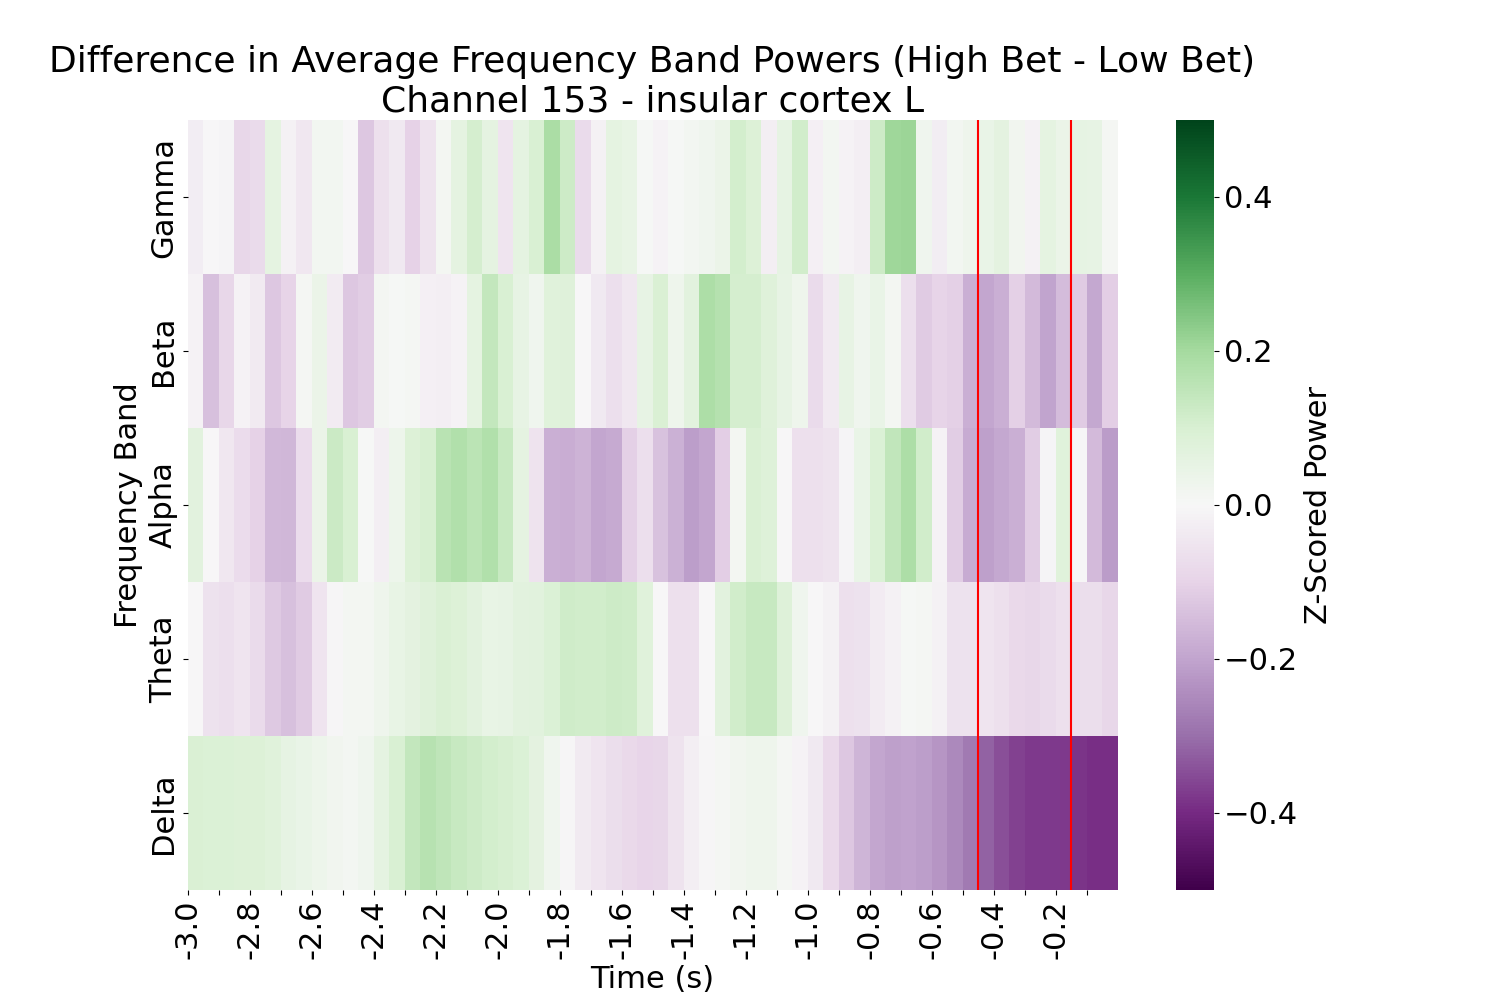 Difference in Average Frequency Band Powers (High Bet - Low Bet)
Channel 153 - insular cortex L
Frequency Band
Gamma
Beta
Alpha
Theta
Delta
-3.0
-2.8
-2.6
-2.4
-2.2
-2.0
-1.8
-1.6
-1.4
-1.2
-1.0
-0.8
-0.6
-0.4
-0.2
Time (s)
0.4
0.2
0.0
−0.2
−0.4
Z-Scored Power